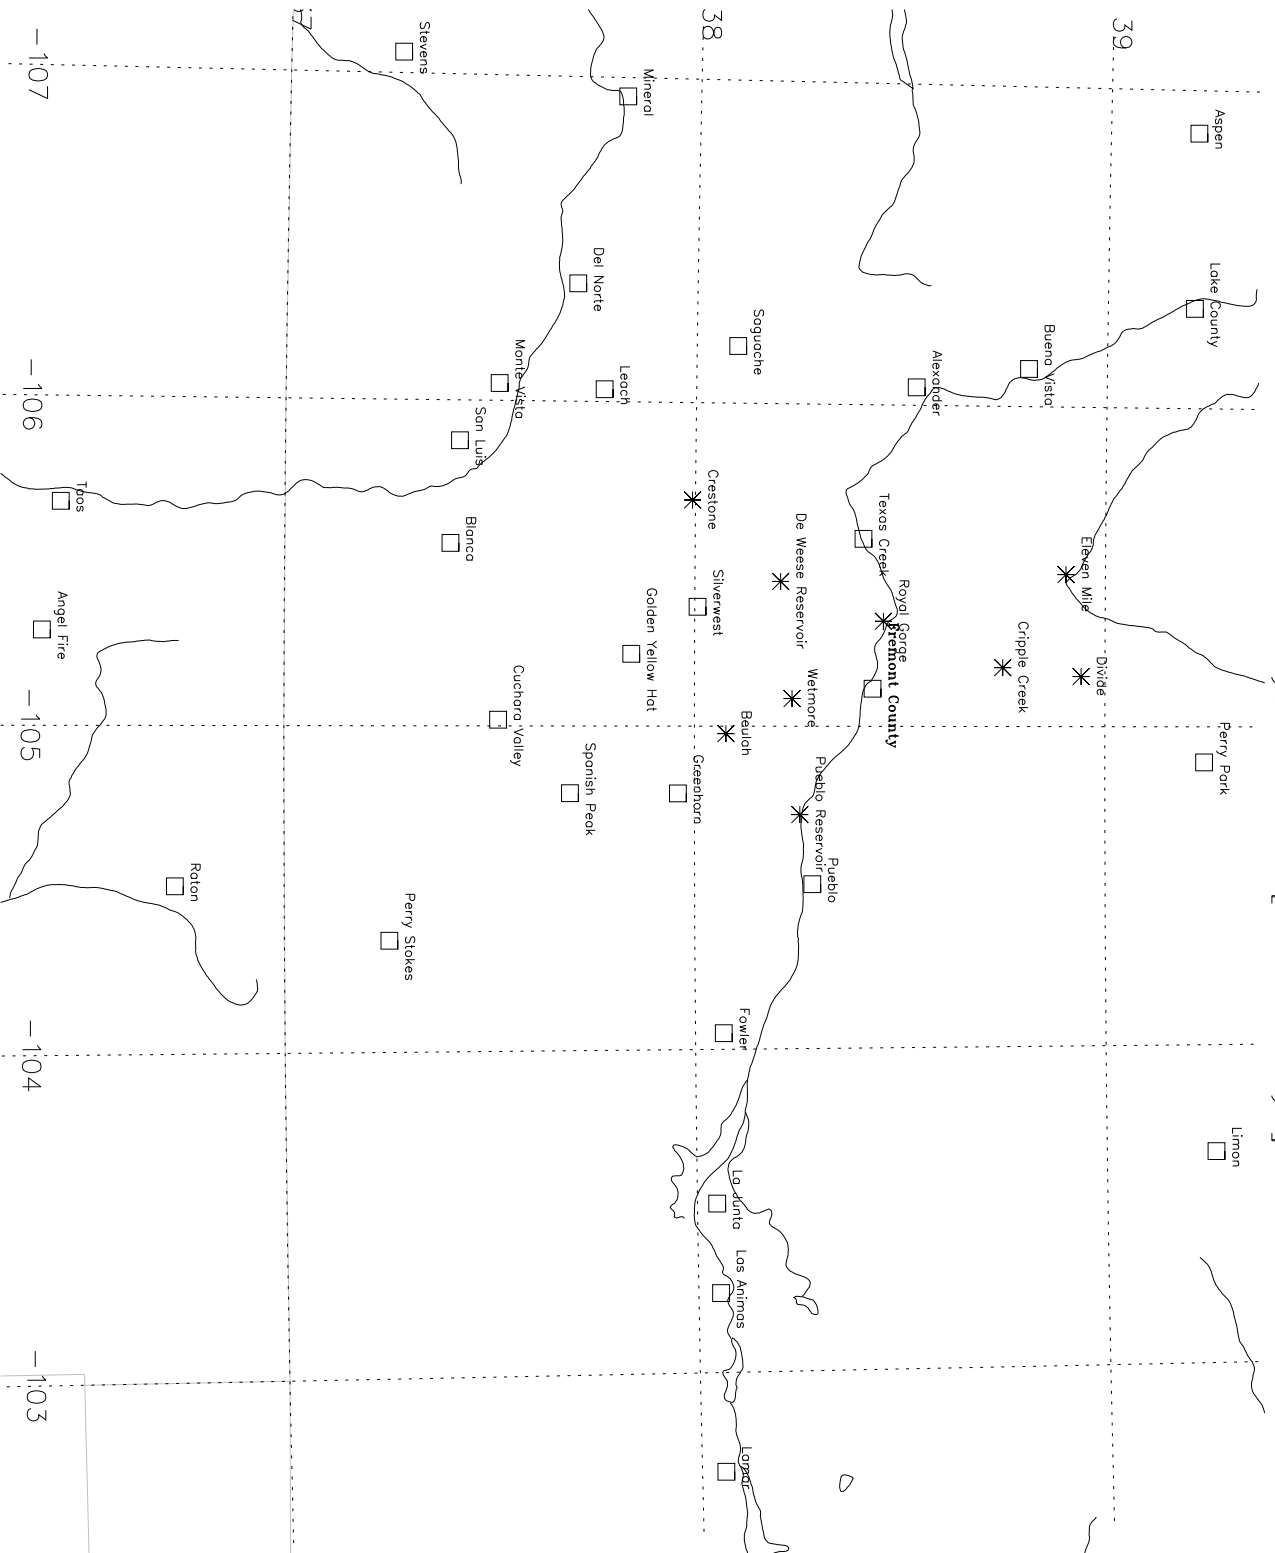 -107
-106
-105
-104
-103
38
39
Stevens
Mineral
Aspen
Del Norte
Lake County
Saguache
Buena Vista
Monte Vista
Leach
Alexander
San Luis
Taos
Crestone
Texas Creek
De Weese Reservoir
Blanca
Eleven Mile
Silverwest
Royal Gorge
Angel Fire
Golden Yellow Hat
Cripple Creek
Fremont County
Divide
Cuchara Valley
Wetmore
Beulah
Perry Park
Spanish Peak
Greenhorn
Pueblo Reservoir
Pueblo
Raton
Perry Stokes
Fowler
Limon
La Junta
Las Animas
Lamar